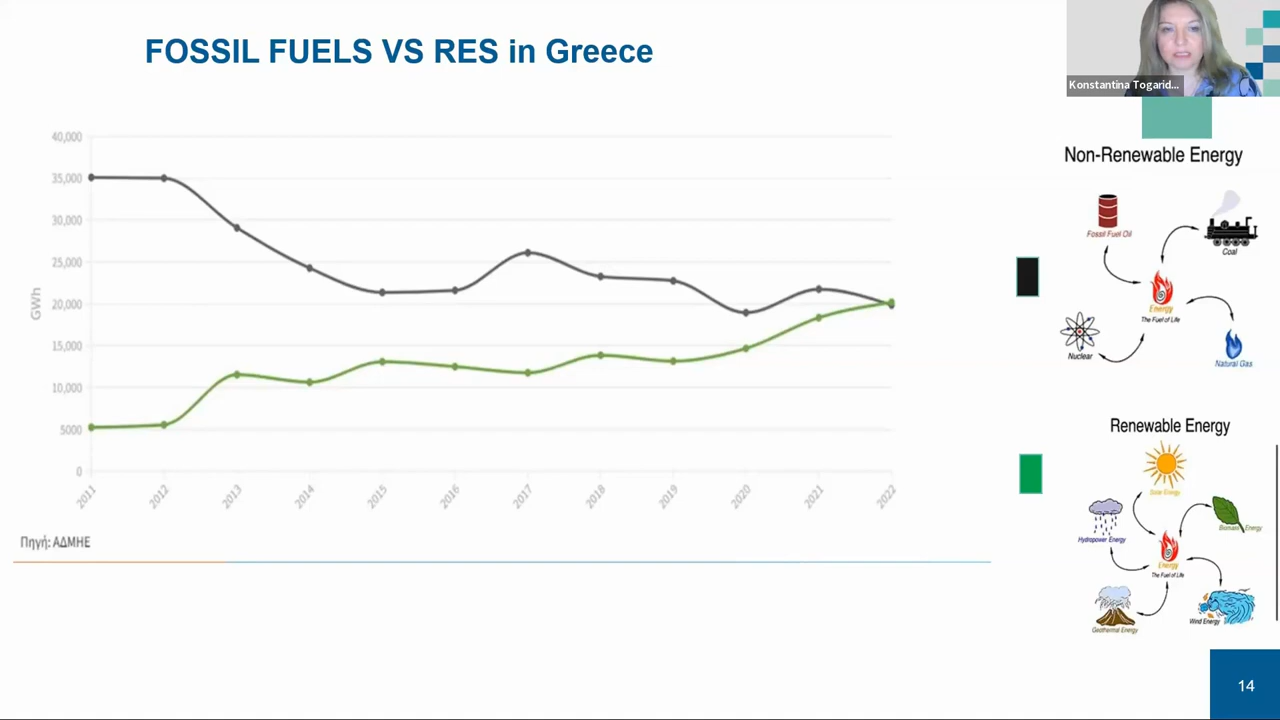 FOSSIL FUELS VS RES in Greece
Konstantina Togarid...
40,000
35,000
30,000
25,000
20,000
15,000
10,000
5000
0
GWh
2011
2012
2013
2014
2015
2016
2017
2018
2019
2020
2021
2022
Πηγή: ΑΔΜΗΕ
Non-Renewable Energy
Fossil Fuel Oil
Coal
Energy
The Fuel of Life
Nuclear
Natural Gas
Renewable Energy
Solar Energy
Hydropower Energy
Biomass Energy
Energy
The Fuel of Life
Geothermal Energy
Wind Energy
14